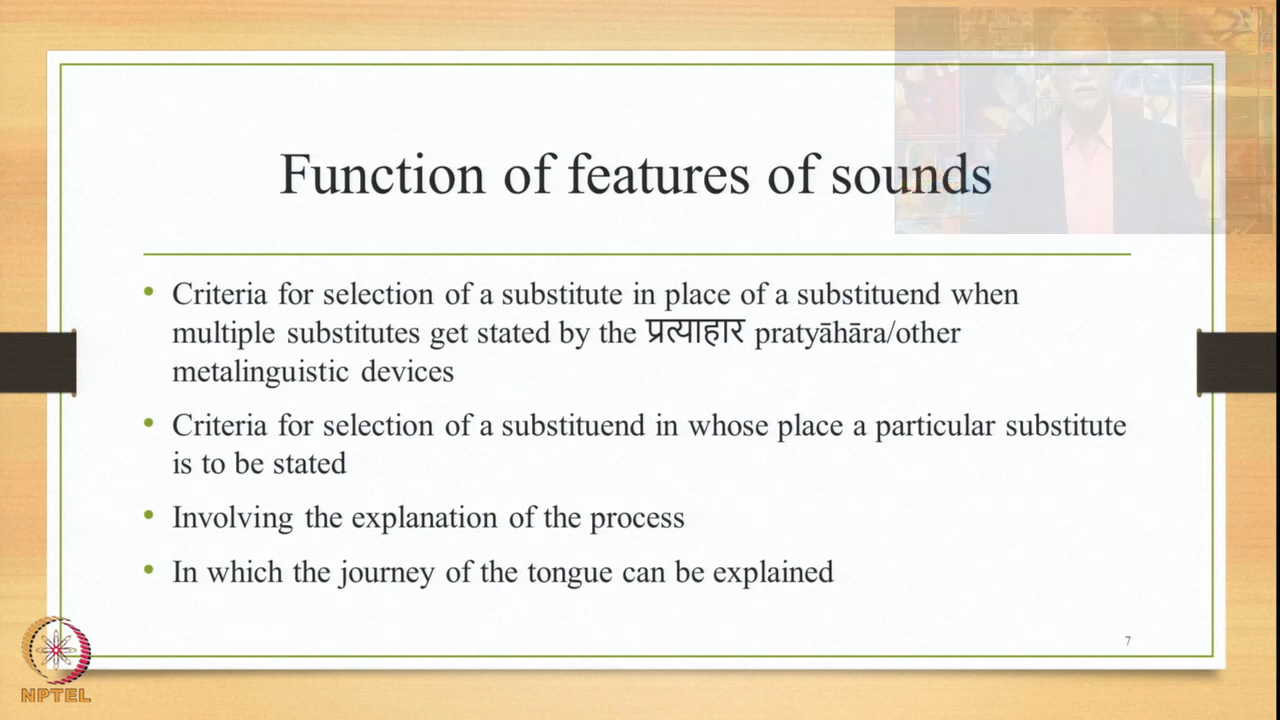 Function of features of sounds
• Criteria for selection of a substitute in place of a substituend when
multiple substitutes get stated by the प्रत्याहार pratyāhāra/other
metalinguistic devices
• Criteria for selection of a substituend in whose place a particular substitute
is to be stated
• Involving the explanation of the process
• In which the journey of the tongue can be explained
7
NPTEL